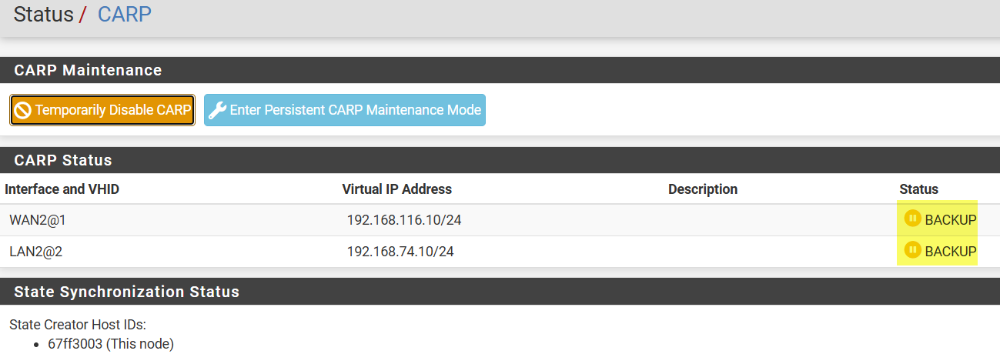 Status / CARP
CARP Maintenance
Temporarily Disable CARP Enter Persistent CARP Maintenance Mode
CARP Status
Interface and VHID Virtual IP Address Description Status
WAN2@1 192.168.116.10/24 BACKUP
LAN2@2 192.168.74.10/24 BACKUP
State Synchronization Status
State Creator Host IDs:
• 67ff3003 (This node)